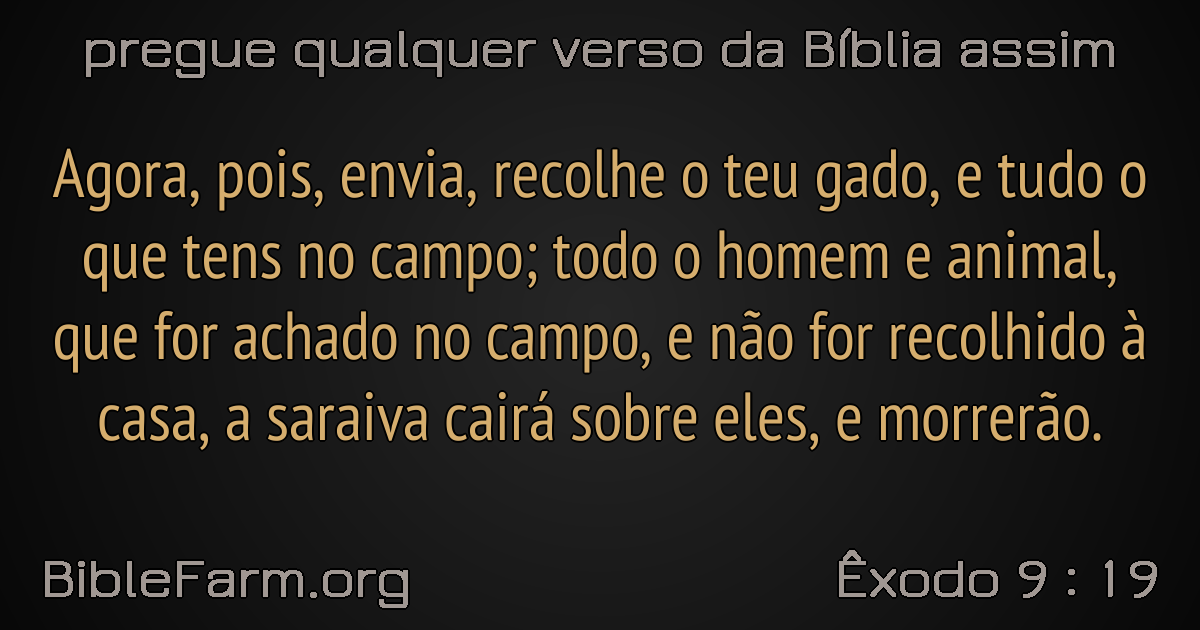 pregue qualquer verso da Bíblia assim
Agora, pois, envia, recolhe o teu gado, e tudo o
que tens no campo; todo o homem e animal,
que for achado no campo, e não for recolhido à
casa, a saraiva cairá sobre eles, e morrerão.
BibleFarm.org
Êxodo 9 : 19